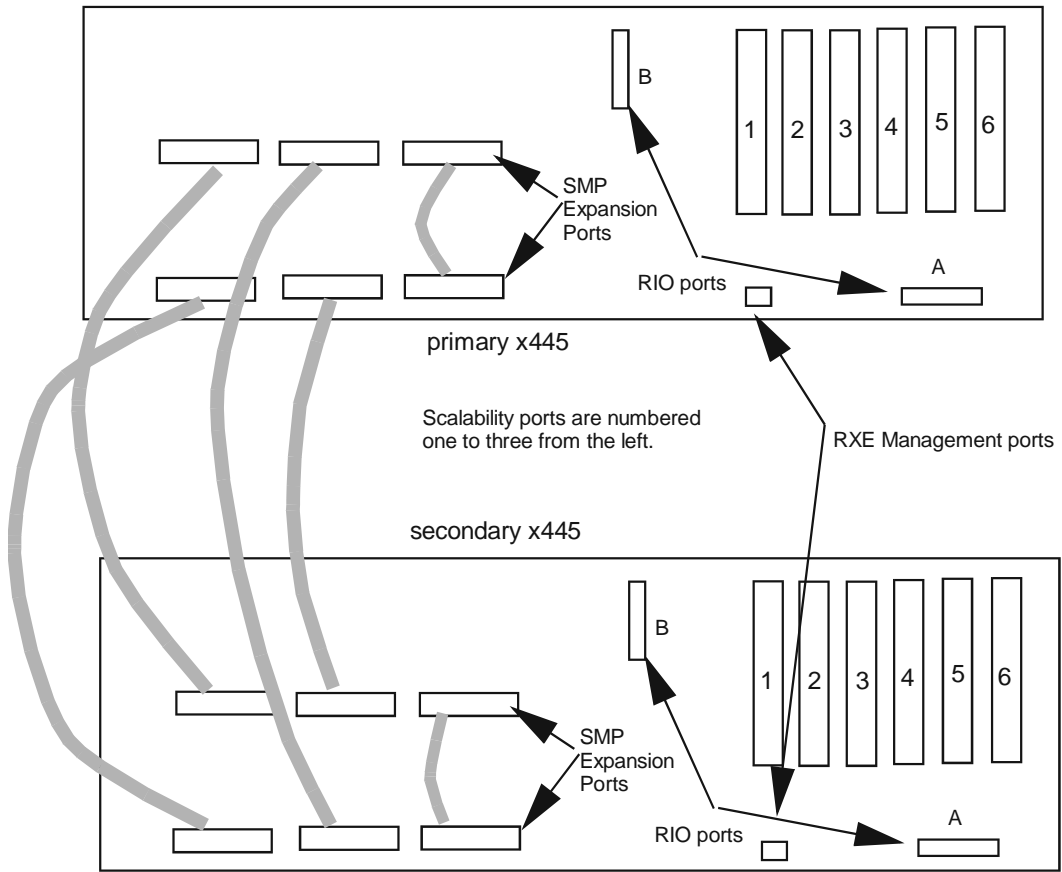 B
1 2 3 4 5 6
SMP
Expansion
Ports
RIO ports
A
primary x445
Scalability ports are numbered
one to three from the left.
RXE Management ports
secondary x445
B
1 2 3 4 5 6
SMP
Expansion
Ports
RIO ports
A